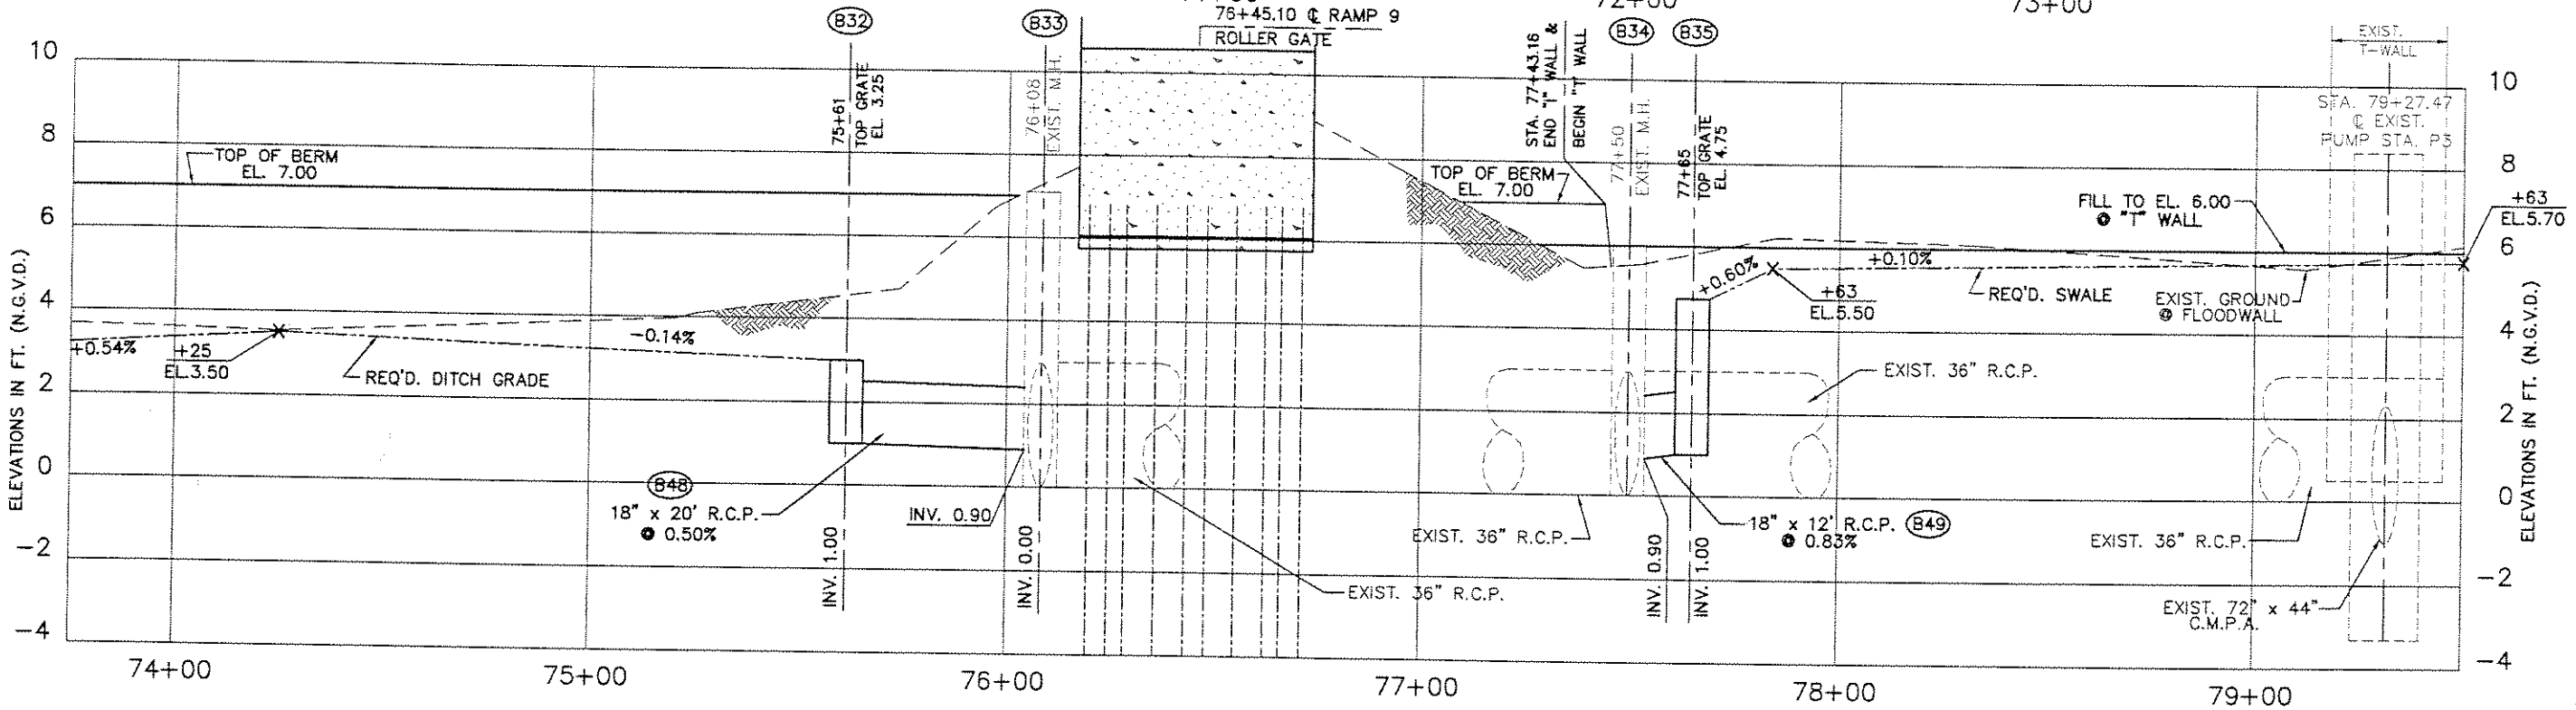 72+00
73+00
76+45.10 ℄ RAMP 9
ROLLER GATE
B32
B33
B34
B35
75+61
TOP GRATE
EL. 3.25
76+08
EXIST. M.H.
STA. 77+43.16
END "I" WALL &
BEGIN "T" WALL
77+50
EXIST. M.H.
77+65
TOP GRATE
EL. 4.75
EXIST.
T-WALL
STA. 79+27.47
℄ EXIST.
PUMP STA. P3
10
8
6
4
2
0
-2
-4
ELEVATIONS IN FT. (N.G.V.D.)
TOP OF BERM
EL. 7.00
TOP OF BERM
EL. 7.00
FILL TO EL. 6.00
@ "T" WALL
+63
EL.5.70
+0.54%
+25
EL.3.50
REQ'D. DITCH GRADE
-0.14%
+0.60%
+0.10%
+63
EL.5.50
REQ'D. SWALE
EXIST. GROUND
@ FLOODWALL
EXIST. 36" R.C.P.
B48
18" x 20' R.C.P.
@ 0.50%
INV. 0.90
INV. 1.00
INV. 0.00
EXIST. 36" R.C.P.
EXIST. 36" R.C.P.
INV. 0.90
INV. 1.00
18" x 12' R.C.P.
B49
@ 0.83%
EXIST. 36" R.C.P.
EXIST. 72" x 44"
C.M.P.A.
10
8
6
4
2
0
-2
-4
ELEVATIONS IN FT. (N.G.V.D.)
74+00
75+00
76+00
77+00
78+00
79+00